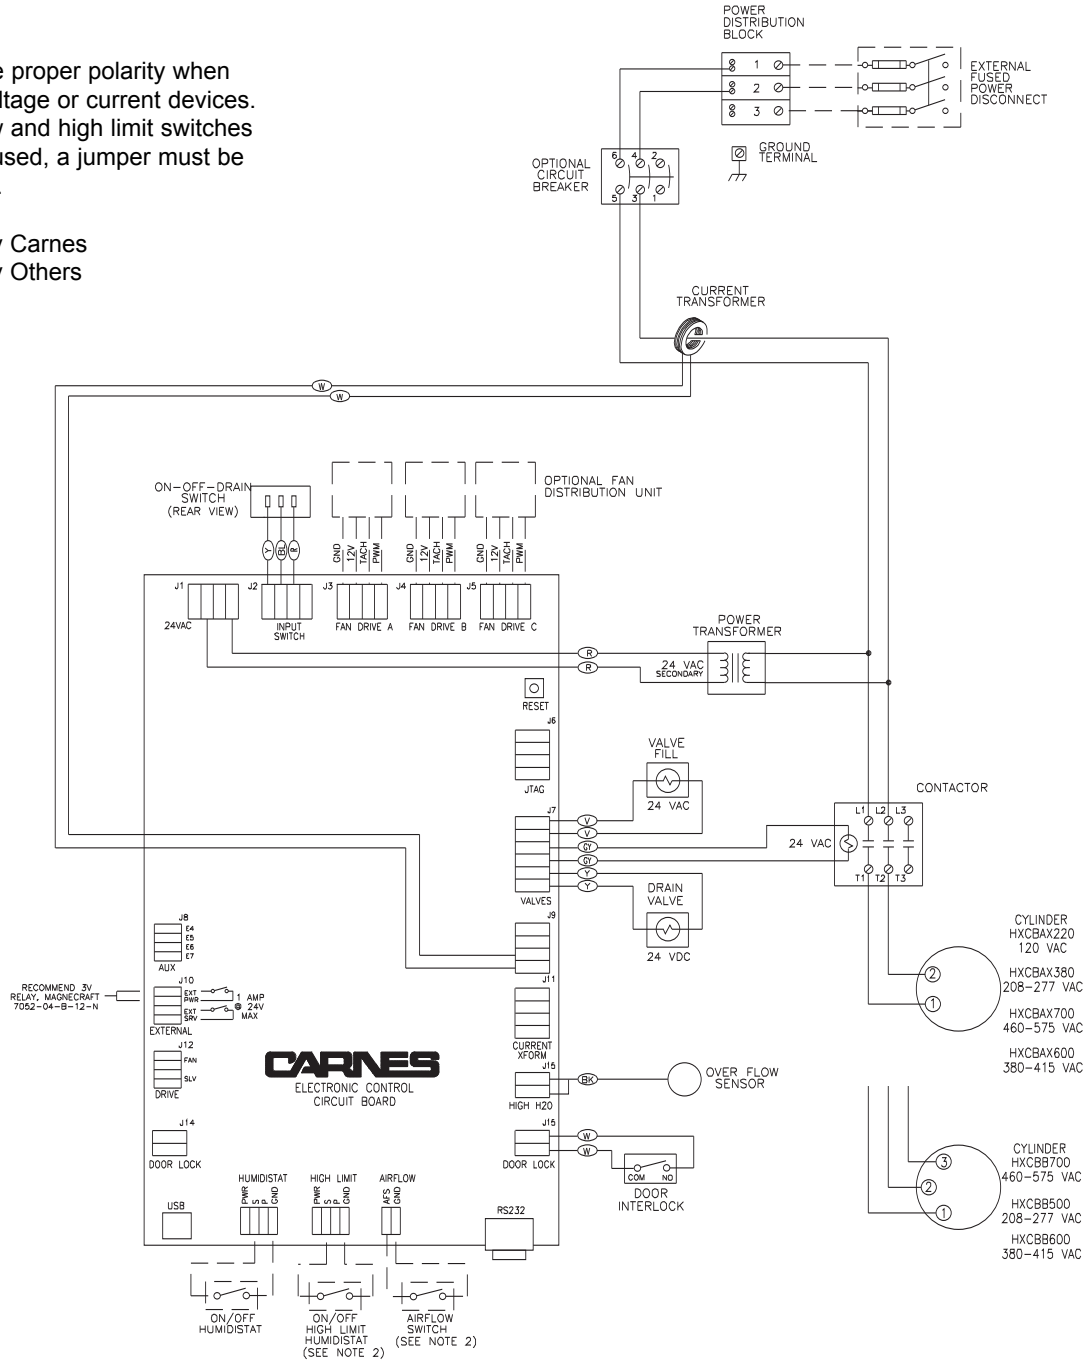 e proper polarity when
ltage or current devices.
w and high limit switches
used, a jumper must be
.
y Carnes
y Others
POWER
DISTRIBUTION
BLOCK
1
2
3
EXTERNAL
FUSED
POWER
DISCONNECT
GROUND
TERMINAL
OPTIONAL
CIRCUIT
BREAKER
6 4 2
5 3 1
CURRENT
TRANSFORMER
W
W
ON-OFF-DRAIN
SWITCH
(REAR VIEW)
OPTIONAL FAN
DISTRIBUTION UNIT
Y BL R
GND 12V TACH PWM
GND 12V TACH PWM
GND 12V TACH PWM
J1 J2 J3 J4 J5
24VAC
INPUT
SWITCH
FAN DRIVE A
FAN DRIVE B
FAN DRIVE C
POWER
TRANSFORMER
R
R
24 VAC
SECONDARY
RESET
J6
JTAG
VALVE
FILL
24 VAC
J7
V
V
GY
GY
Y
Y
VALVES
CONTACTOR
L1 L2 L3
24 VAC
T1 T2 T3
DRAIN
VALVE
24 VDC
J9
J8
E4
E5
E6
E7
AUX
CYLINDER
HXCBAX220
120 VAC
HXCBAX380
208-277 VAC
HXCBAX700
460-575 VAC
HXCBAX600
380-415 VAC
2
1
J10
RECOMMEND 3V
RELAY, MAGNECRAFT
7052-04-B-12-N
EXT
PWR
EXT
SRV
1 AMP
@ 24V
MAX
EXTERNAL
J11
CURRENT
XFORM
J12
FAN
SLV
DRIVE
CARNES
ELECTRONIC CONTROL
CIRCUIT BOARD
J15
BK
HIGH H2O
OVER FLOW
SENSOR
J14
DOOR LOCK
J15
W
W
DOOR LOCK
COM NO
DOOR
INTERLOCK
3
2
1
CYLINDER
HXCBB700
460-575 VAC
HXCBB500
208-277 VAC
HXCBB600
380-415 VAC
HUMIDISTAT
HIGH LIMIT
AIRFLOW
PWR S P GND
PWR S P GND
AFS GND
USB
RS232
ON/OFF
HUMIDISTAT
ON/OFF
HIGH LIMIT
HUMIDISTAT
(SEE NOTE 2)
AIRFLOW
SWITCH
(SEE NOTE 2)